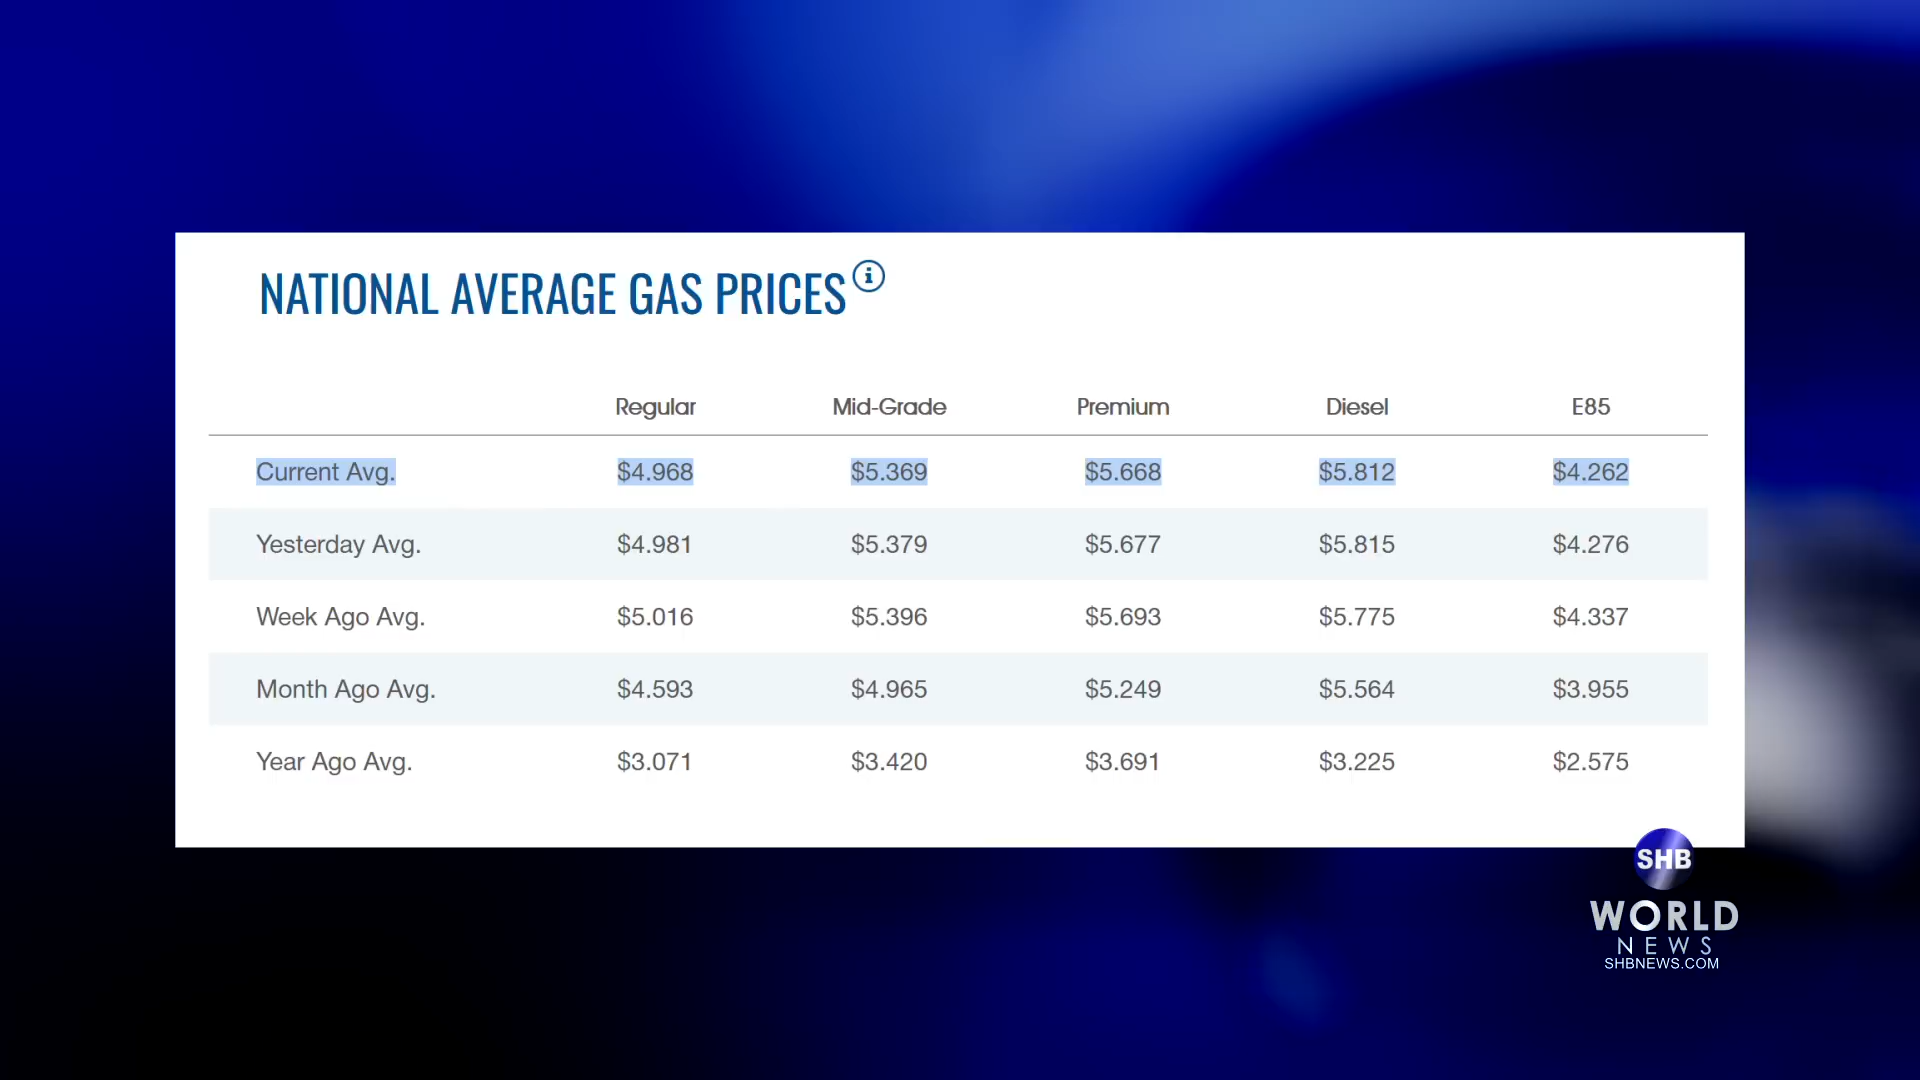 NATIONAL AVERAGE GAS PRICES
Regular Mid-Grade Premium Diesel E85
Current Avg. $4.968 $5.369 $5.668 $5.812 $4.262
Yesterday Avg. $4.981 $5.379 $5.677 $5.815 $4.276
Week Ago Avg. $5.016 $5.396 $5.693 $5.775 $4.337
Month Ago Avg. $4.593 $4.965 $5.249 $5.564 $3.955
Year Ago Avg. $3.071 $3.420 $3.691 $3.225 $2.575
SHB
WORLD
NEWS
SHBNEWS.COM